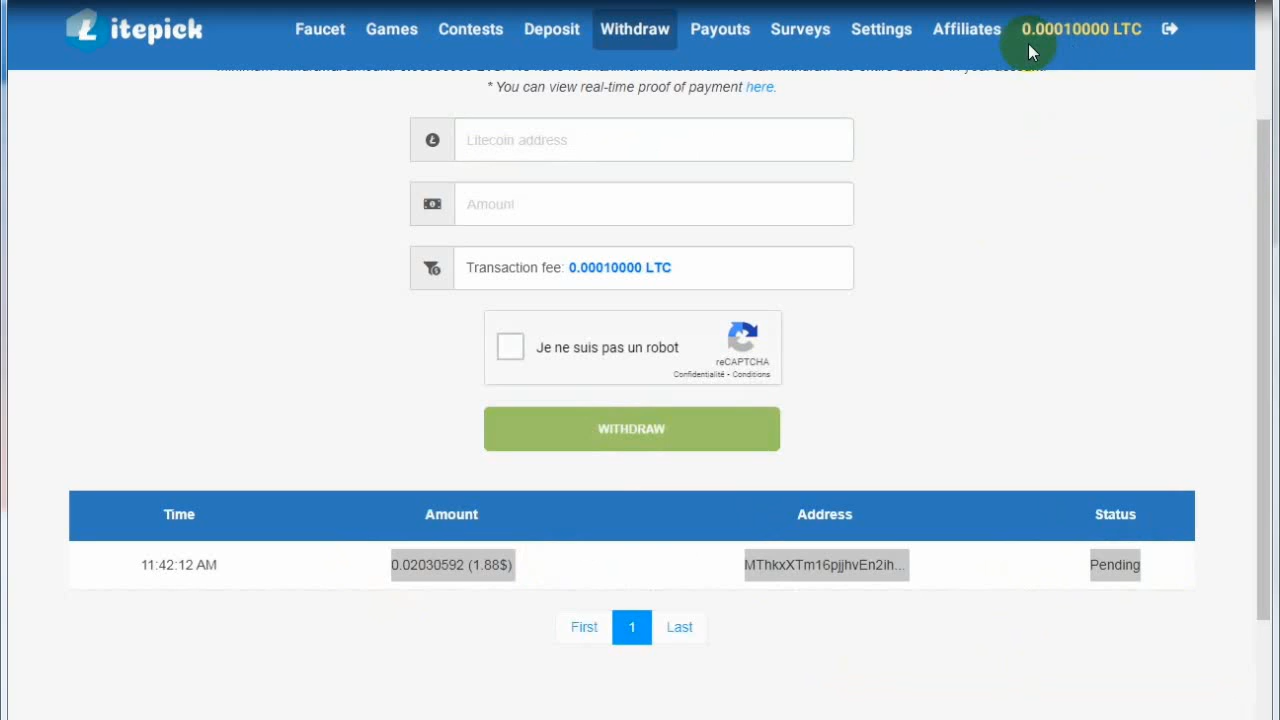 Litepick
Faucet Games Contests Deposit Withdraw Payouts Surveys Settings Affiliates 0.00010000 LTC
* You can view real-time proof of payment here.
Litecoin address
Amount
Transaction fee: 0.00010000 LTC
Je ne suis pas un robot
reCAPTCHA
Confidentialité - Conditions
WITHDRAW
Time Amount Address Status
11:42:12 AM 0.02030592 (1.88$) MThkxXTm16pjjhvEn2ih... Pending
First 1 Last